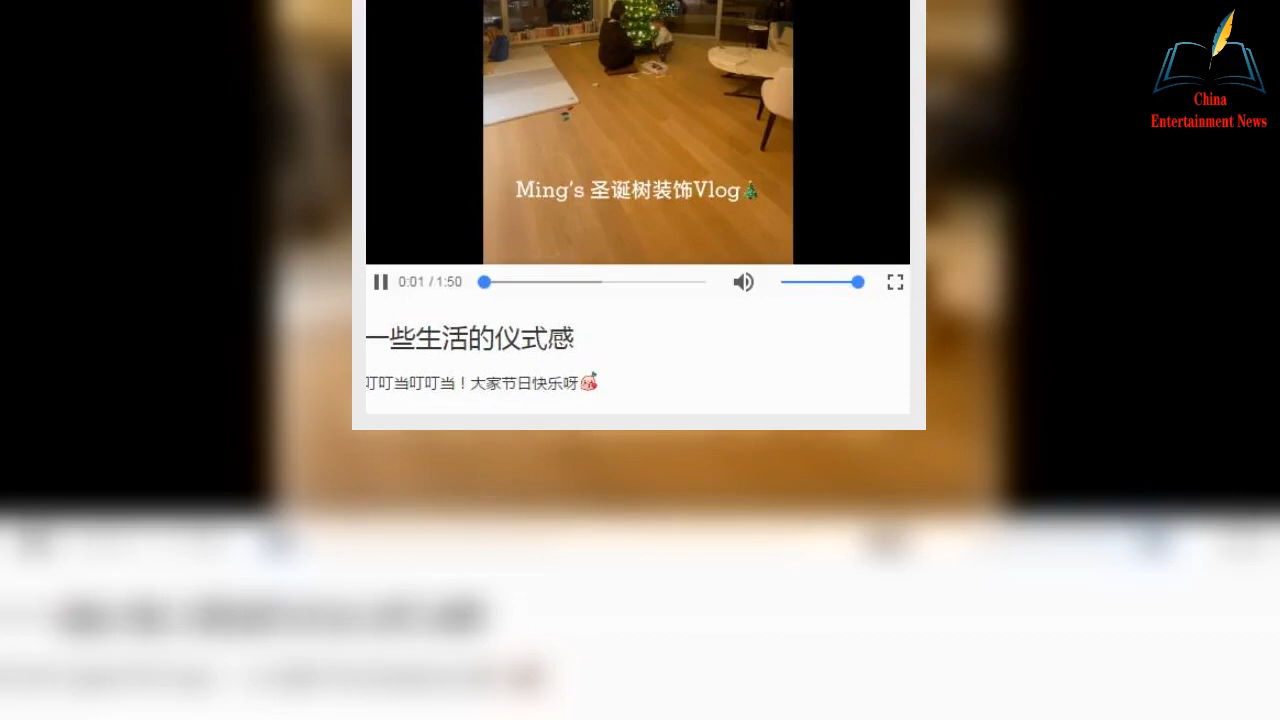 China
Entertainment News
Ming's 圣诞树装饰Vlog🎄
0:01 / 1:50
一些生活的仪式感
叮叮当叮叮当！大家节日快乐呀